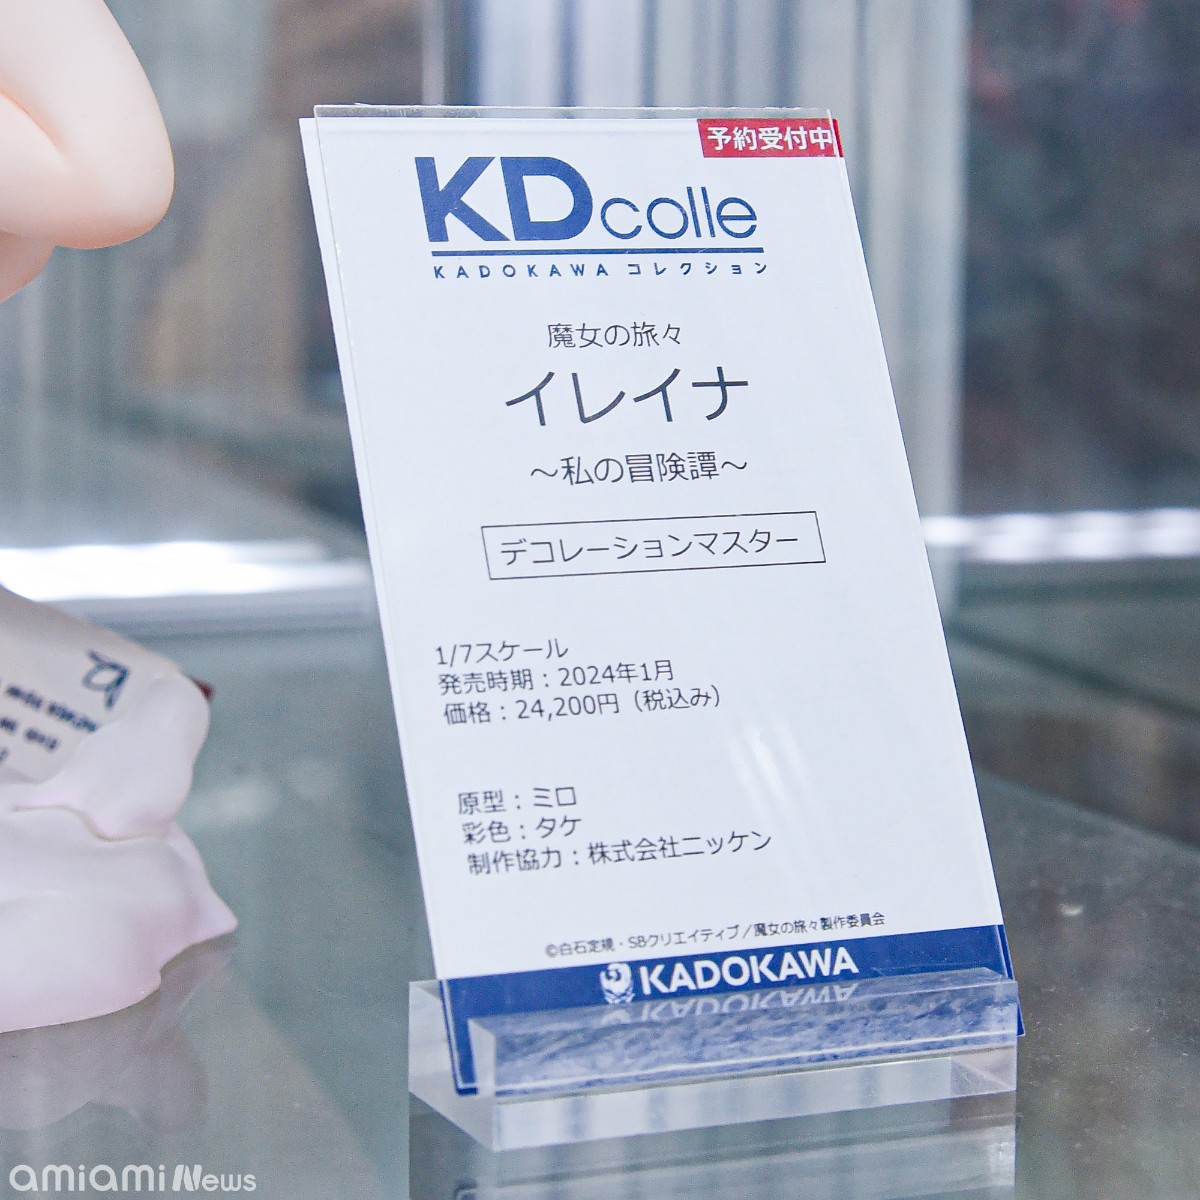 予約受付中
KDcolle
KADOKAWA コレクション
魔女の旅々
イレイナ
～私の冒険譚～
デコレーションマスター
1/7スケール
発売時期：2024年1月
価格：24,200円（税込み）
原型：ミロ
彩色：タケ
制作協力：株式会社ニッケン
©白石定規・SBクリエイティブ／魔女の旅々製作委員会
KADOKAWA
amiami News